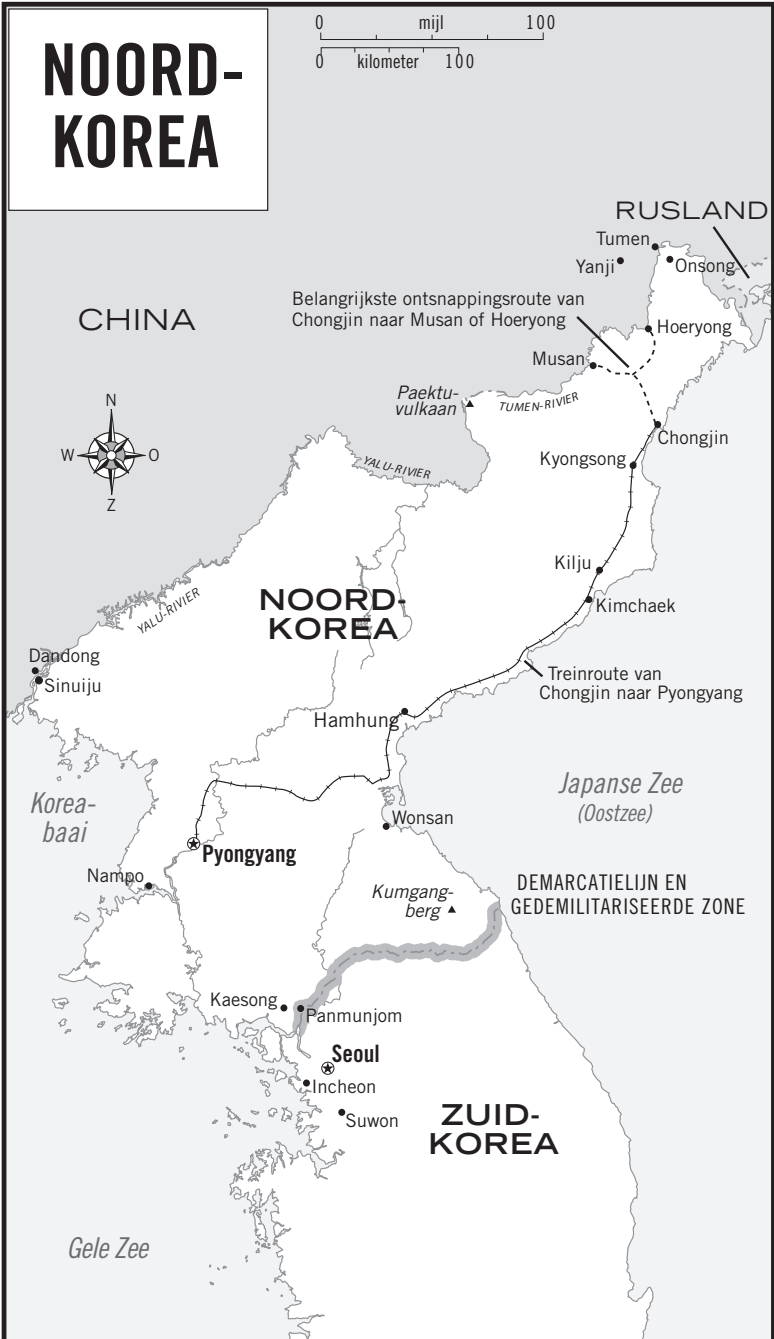 NOORD-
KOREA
0 mijl 100
0 kilometer 100
RUSLAND
Tumen
Yanji
Onsong
Belangrijkste ontsnappingsroute van
Chongjin naar Musan of Hoeryong
CHINA
Hoeryong
Musan
Paektu-
vulkaan
TUMEN-RIVIER
N
W O
Z
Chongjin
Kyongsong
YALU-RIVIER
Kilju
NOORD-
KOREA
Kimchaek
YALU-RIVIER
Dandong
Sinuiju
Treinroute van
Chongjin naar Pyongyang
Hamhung
Japanse Zee
(Oostzee)
Korea-
baai
Wonsan
Pyongyang
Nampo
Kumgang-
berg
DEMARCATIELIJN EN
GEDEMILITARISEERDE ZONE
Kaesong
Panmunjom
Seoul
Incheon
Suwon
ZUID-
KOREA
Gele Zee